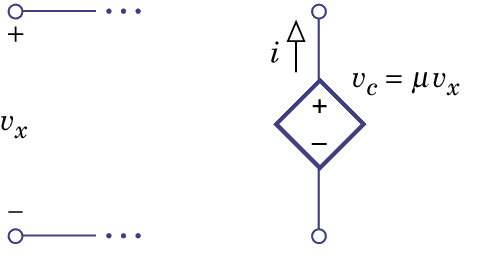 +
i
v_c = μv_x
+
v_x
−
−